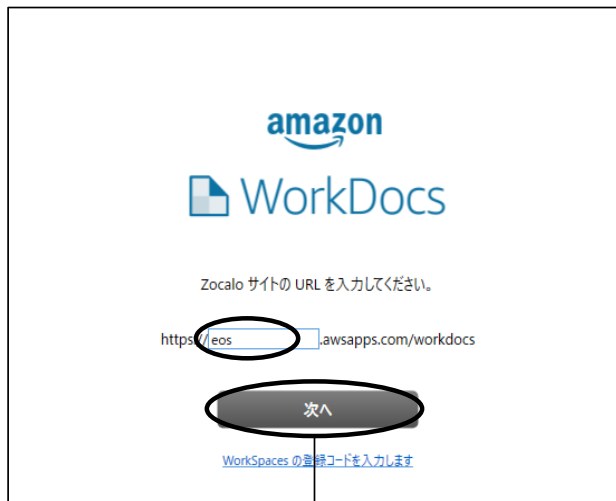 amazon
WorkDocs
Zocalo サイトの URL を入力してください。
https://eos.awsapps.com/workdocs
次へ
WorkSpaces の登録コードを入力します